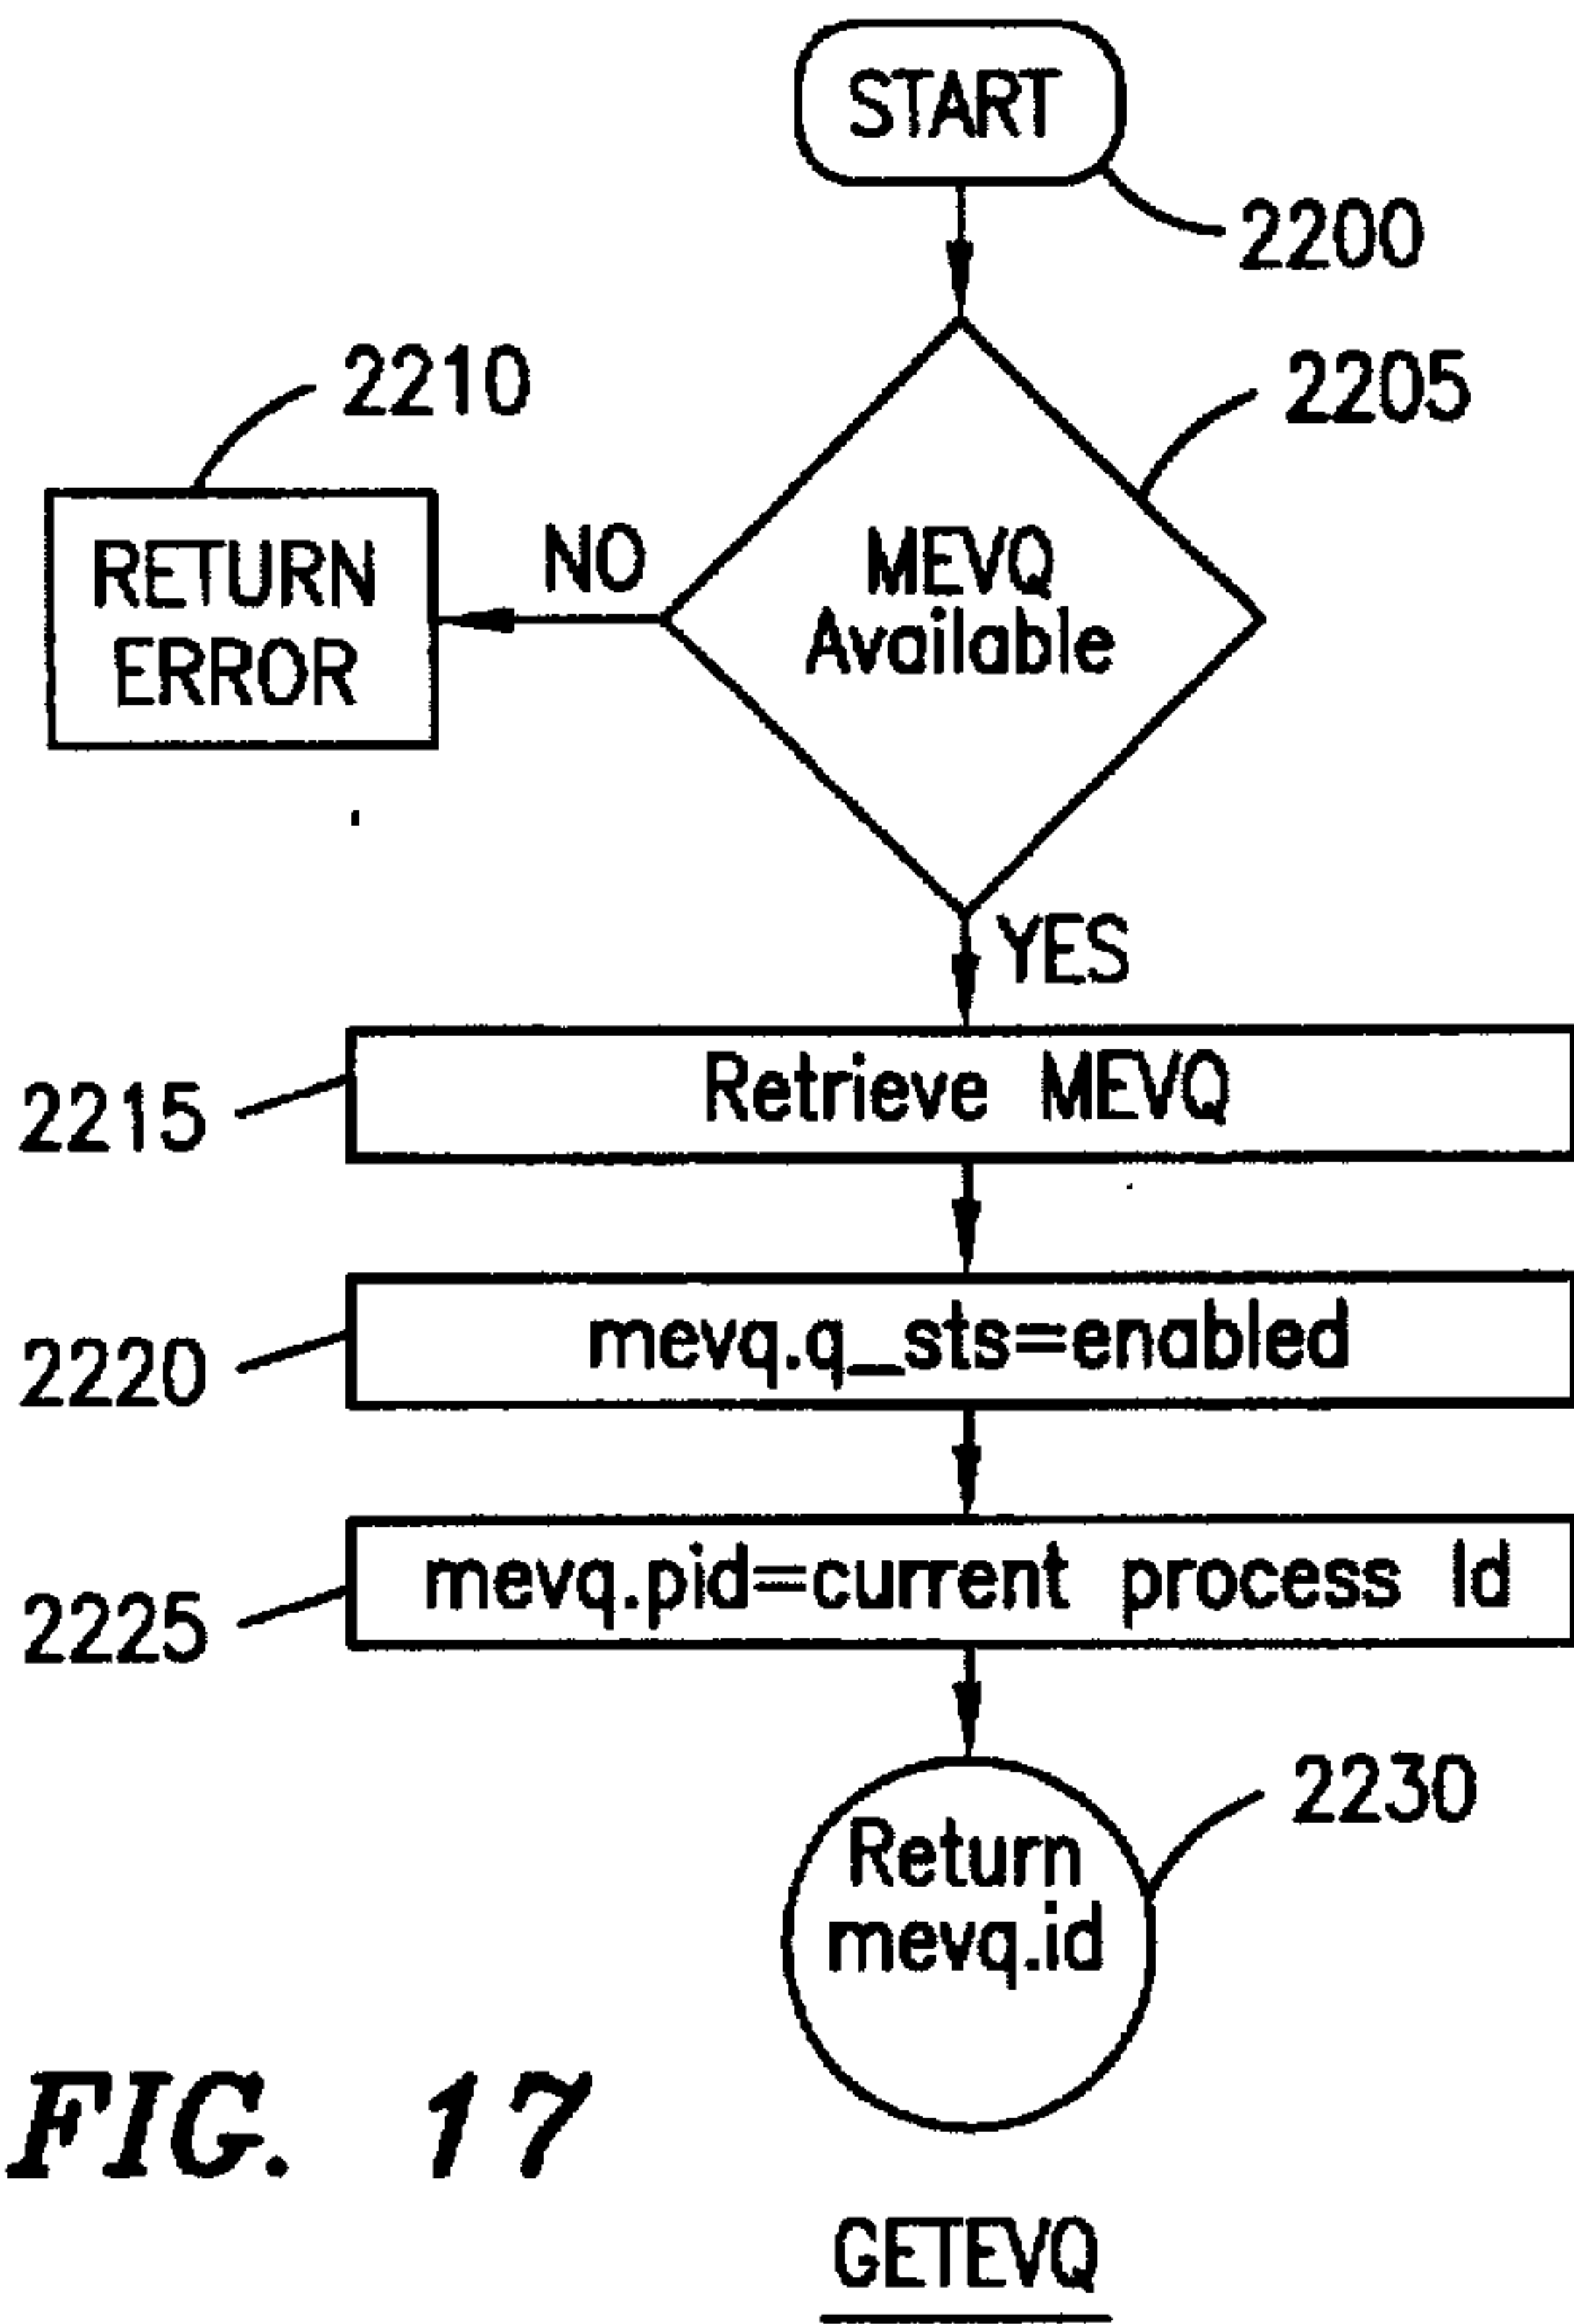 START
2200
2210
2205
RETURN
ERROR
NO
MEVQ
Available
YES
2215
Retrieve MEVQ
2220
mevq.q_sts=enabled
2225
mevq.pid=current process Id
2230
Return
mevq.id
FIG. 17
GETEVQ